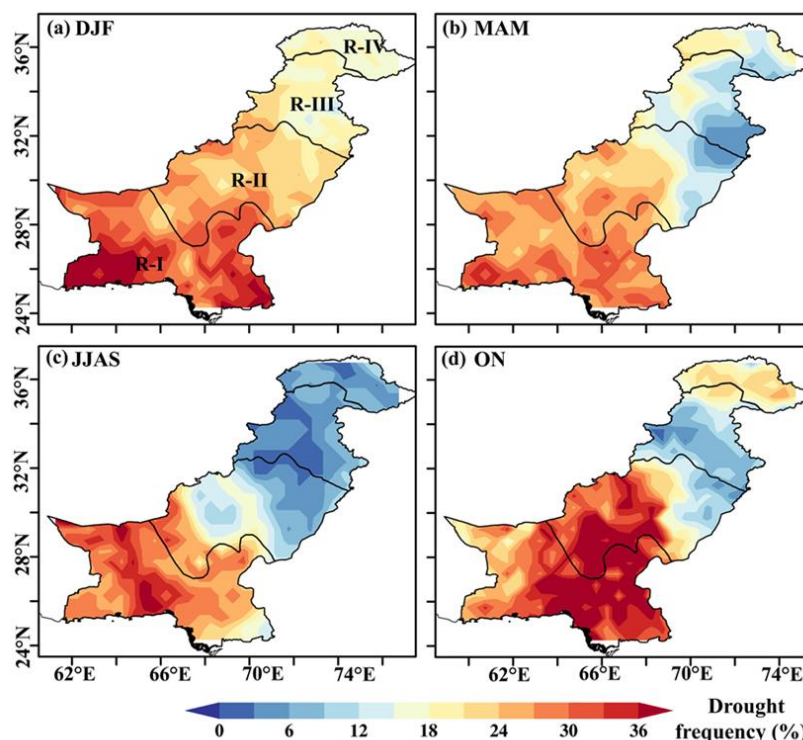 (a) DJF
R-IV
R-III
R-II
R-I
36°N
32°N
28°N
24°N
(b) MAM
(c) JJAS
36°N
32°N
28°N
24°N
62°E
66°E
70°E
74°E
(d) ON
62°E
66°E
70°E
74°E
0 6 12 18 24 30 36
Drought
frequency (%)